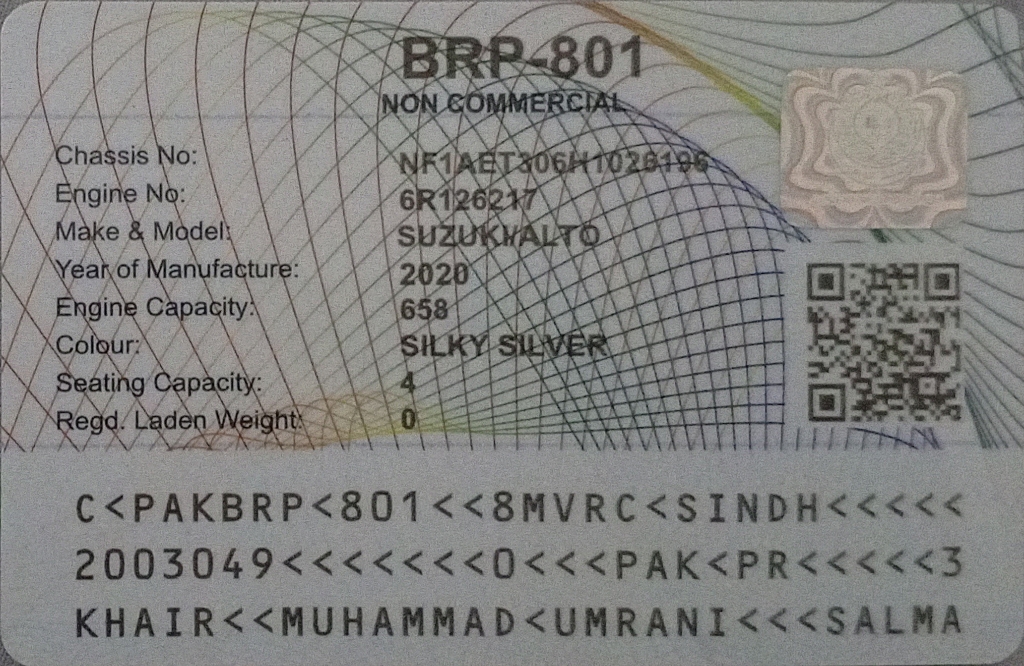 BRP-801
NON COMMERCIAL
Chassis No: NF1AET306H1028196
Engine No: 6R126217
Make & Model: SUZUKI/ALTO
Year of Manufacture: 2020
Engine Capacity: 658
Colour: SILKY SILVER
Seating Capacity: 4
Regd. Laden Weight: 0
C<PAKBRP<801<<8MVRC<SINDH<<<<<
2003049<<<<<<<0<<<PAK<PR<<<<<3
KHAIR<<MUHAMMAD<UMRANI<<<SALMA